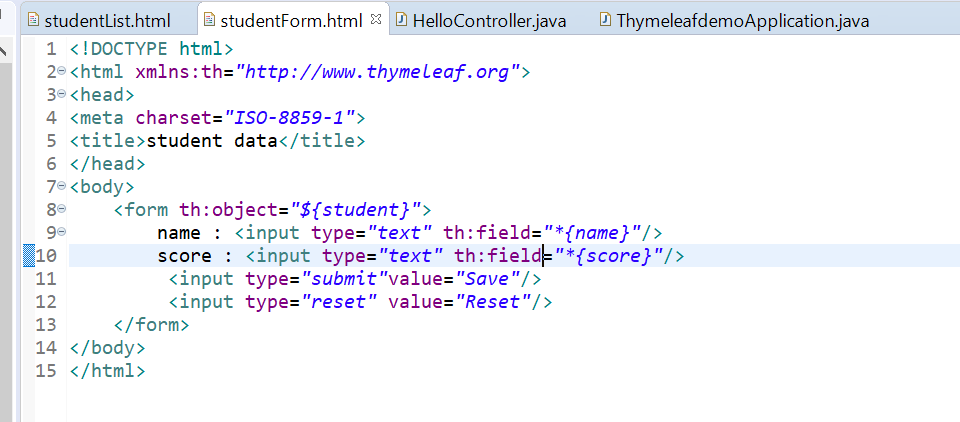 studentList.html studentForm.html HelloController.java ThymeleafdemoApplication.java
1 <!DOCTYPE html>
2 <html xmlns:th="http://www.thymeleaf.org">
3 <head>
4 <meta charset="ISO-8859-1">
5 <title>student data</title>
6 </head>
7 <body>
8 <form th:object="${student}">
9 name : <input type="text" th:field="*{name}"/>
10 score : <input type="text" th:field="*{score}"/>
11 <input type="submit"value="Save"/>
12 <input type="reset" value="Reset"/>
13 </form>
14 </body>
15 </html>